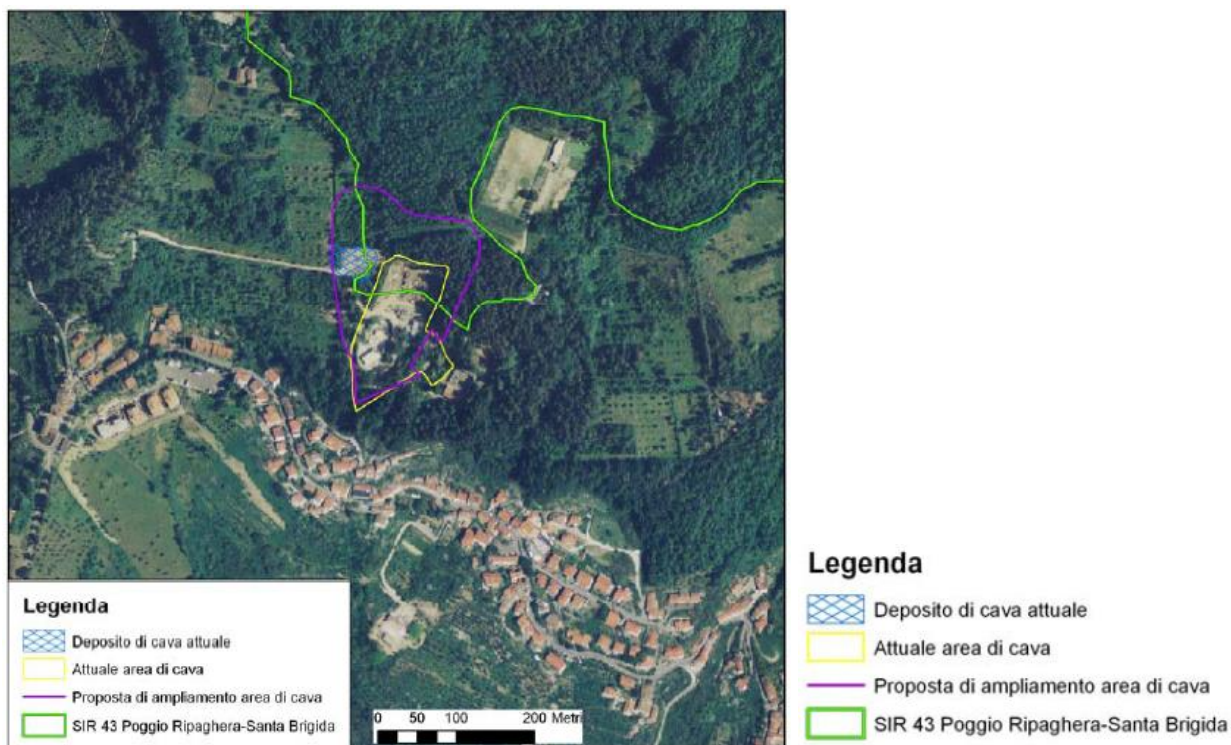 Legenda
Deposito di cava attuale
Attuale area di cava
Proposta di ampliamento area di cava
SIR 43 Poggio Ripaghera-Santa Brigida
0 50 100 200 Metri
Legenda
Deposito di cava attuale
Attuale area di cava
Proposta di ampliamento area di cava
SIR 43 Poggio Ripaghera-Santa Brigida